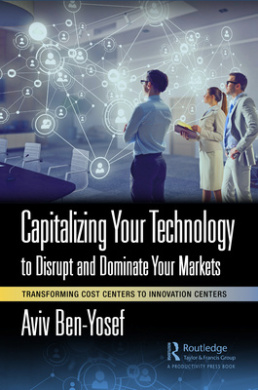 Capitalizing Your Technology
to Disrupt and Dominate Your Markets
TRANSFORMING COST CENTERS TO INNOVATION CENTERS
Aviv Ben-Yosef
Routledge
Taylor & Francis Group
A PRODUCTIVITY PRESS BOOK